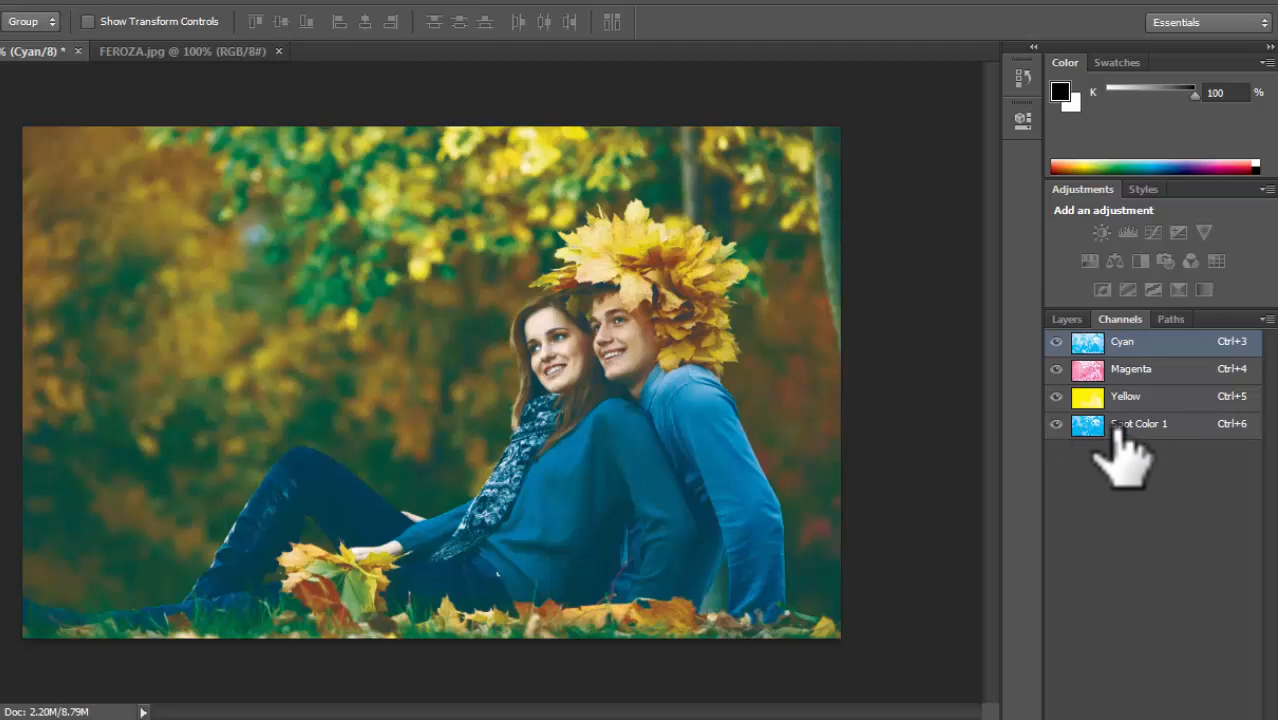 Group
Show Transform Controls
Essentials
% (Cyan/8) * ×
FEROZA.jpg @ 100% (RGB/8#) ×
Color
Swatches
K
100
%
Adjustments
Styles
Add an adjustment
Layers
Channels
Paths
Cyan
Ctrl+3
Magenta
Ctrl+4
Yellow
Ctrl+5
Spot Color 1
Ctrl+6
Doc: 2.20M/8.79M